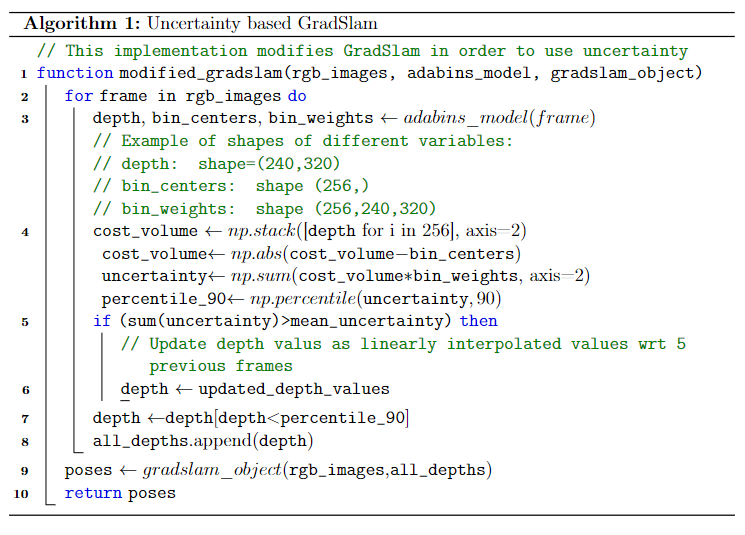 Algorithm 1: Uncertainty based GradSlam
// This implementation modifies GradSlam in order to use uncertainty
1 function modified_gradslam(rgb_images, adabins_model, gradslam_object)
2 for frame in rgb_images do
3 depth, bin_centers, bin_weights ← adabins_model(frame)
// Example of shapes of different variables:
// depth: shape=(240,320)
// bin_centers: shape (256,)
// bin_weights: shape (256,240,320)
4 cost_volume ← np.stack([depth for i in 256], axis=2)
cost_volume← np.abs(cost_volume−bin_centers)
uncertainty← np.sum(cost_volume*bin_weights, axis=2)
percentile_90← np.percentile(uncertainty, 90)
5 if (sum(uncertainty)>mean_uncertainty) then
// Update depth valus as linearly interpolated values wrt 5
previous frames
6 depth ← updated_depth_values
7 depth ←depth[depth<percentile_90]
8 all_depths.append(depth)
9 poses ← gradslam_object(rgb_images,all_depths)
10 return poses